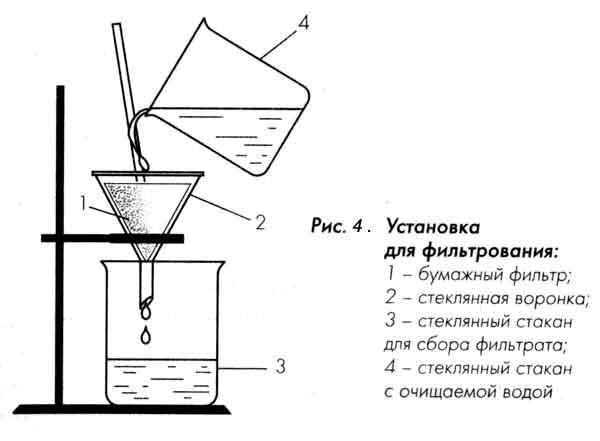 4
1
2
3
Рис. 4. Установка
для фильтрования:
1 – бумажный фильтр;
2 – стеклянная воронка;
3 – стеклянный стакан
для сбора фильтрата;
4 – стеклянный стакан
с очищаемой водой